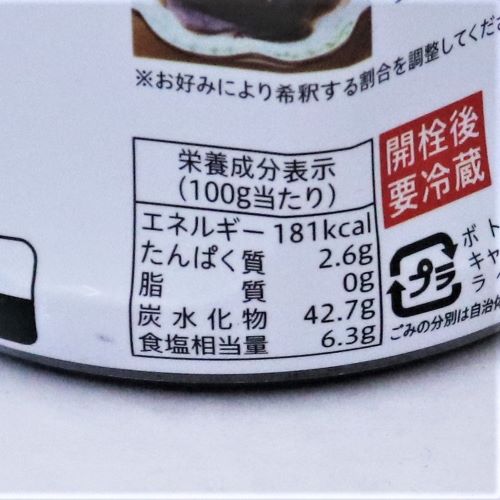 ※お好みにより希釈する割合を調整してくださ
栄養成分表示
(100g当たり)
エネルギー 181kcal
たんぱく質 2.6g
脂質 0g
炭水化物 42.7g
食塩相当量 6.3g
開栓後
要冷蔵
プラ
ボト
キャ
ラ
ごみの分別は自治体